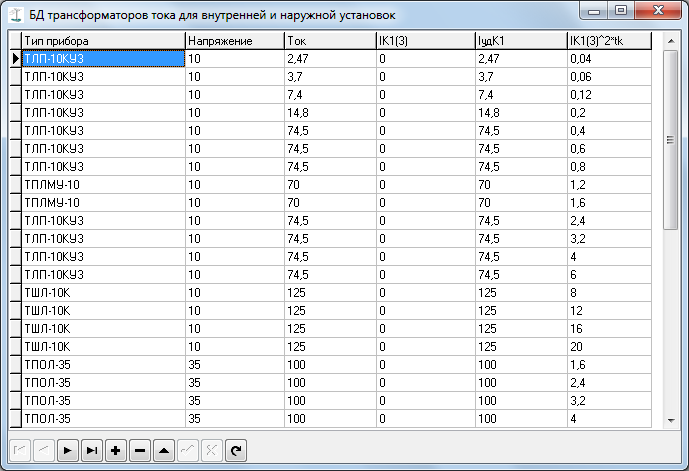 БД трансформаторов тока для внутренней и наружной установок
Тип прибора Напряжение Ток IК1(3) IудК1 IК1(3)^2*tk
ТЛП-10КУ3 10 2,47 0 2,47 0,04
ТЛП-10КУ3 10 3,7 0 3,7 0,06
ТЛП-10КУ3 10 7,4 0 7,4 0,12
ТЛП-10КУ3 10 14,8 0 14,8 0,2
ТЛП-10КУ3 10 74,5 0 74,5 0,4
ТЛП-10КУ3 10 74,5 0 74,5 0,6
ТЛП-10КУ3 10 74,5 0 74,5 0,8
ТПЛМУ-10 10 70 0 70 1,2
ТПЛМУ-10 10 70 0 70 1,6
ТЛП-10КУ3 10 74,5 0 74,5 2,4
ТЛП-10КУ3 10 74,5 0 74,5 3,2
ТЛП-10КУ3 10 74,5 0 74,5 4
ТЛП-10КУ3 10 74,5 0 74,5 6
ТШЛ-10К 10 125 0 125 8
ТШЛ-10К 10 125 0 125 12
ТШЛ-10К 10 125 0 125 16
ТШЛ-10К 10 125 0 125 20
ТПОЛ-35 35 100 0 100 1,6
ТПОЛ-35 35 100 0 100 2,4
ТПОЛ-35 35 100 0 100 3,2
ТПОЛ-35 35 100 0 100 4